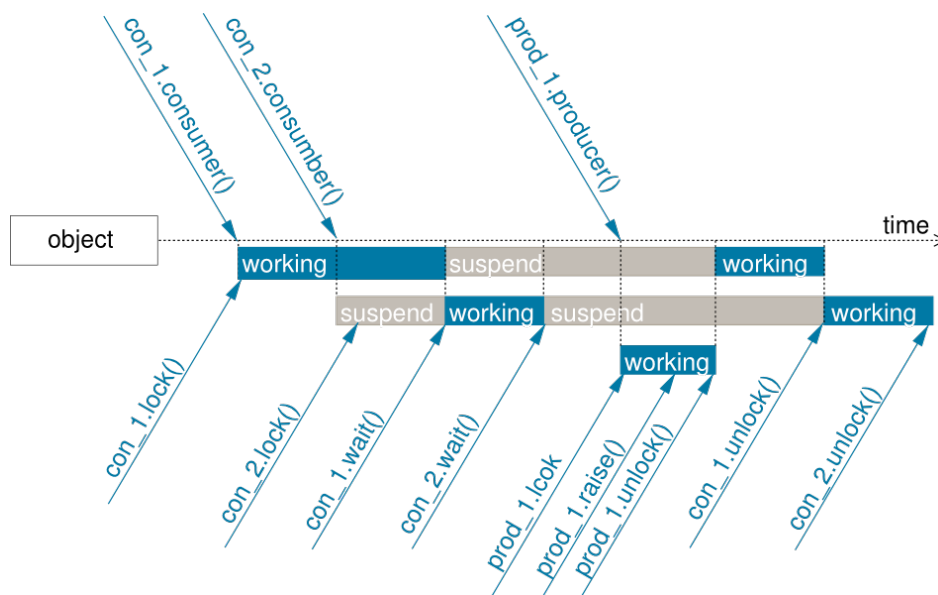 con_1.consumer()
con_2.consumber()
prod_1.producer()
object
time
working
suspend
working
suspend
working
suspend
working
working
con_1.lock()
con_2.lock()
con_1.wait()
con_2.wait()
prod_1.lcok
prod_1.raise()
prod_1.unlock()
con_1.unlock()
con_2.unlock()